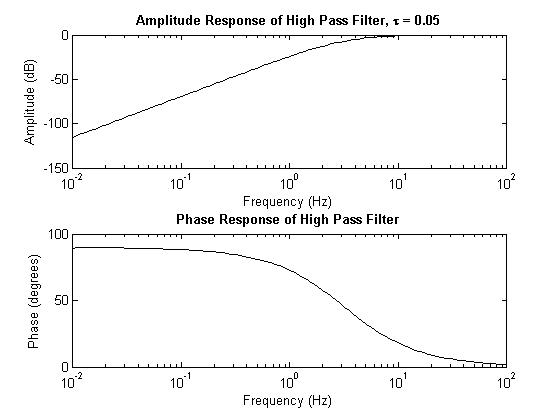 Amplitude Response of High Pass Filter, τ = 0.05
Amplitude (dB)
0
-50
-100
-150
10^-2
10^-1
10^0
10^1
10^2
Frequency (Hz)
Phase Response of High Pass Filter
Phase (degrees)
100
50
0
10^-2
10^-1
10^0
10^1
10^2
Frequency (Hz)